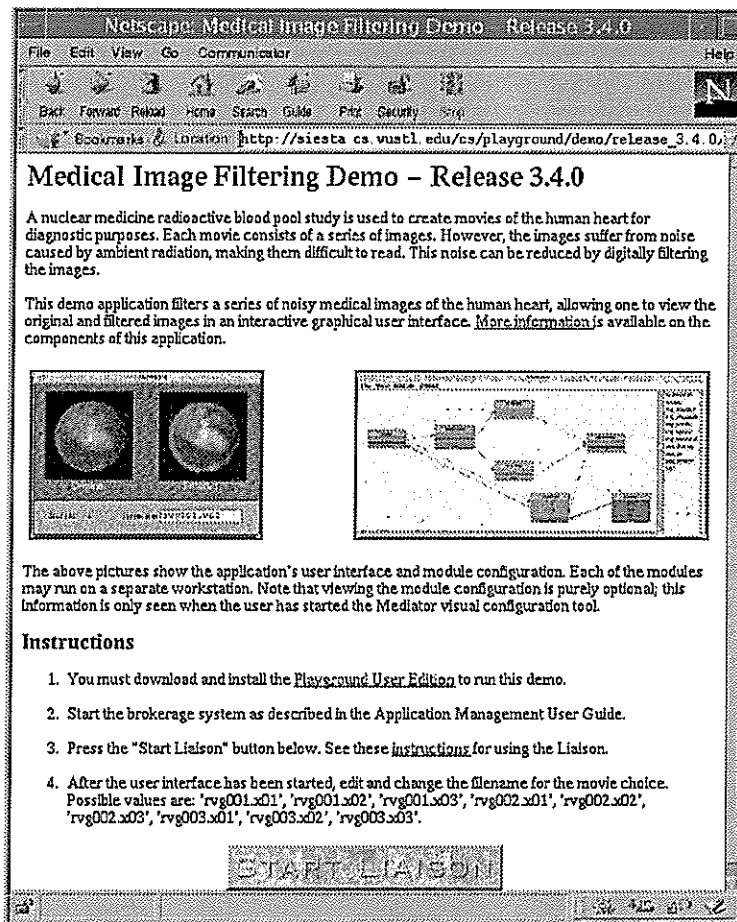 Netscape: Medical Image Filtering Demo – Release 3.4.0
File Edit View Go Communicator Help
Back Forward Reload Home Search Guide Print Security Stop
Bookmarks & Location: http://siesta.cs.wustl.edu/cs/playground/demo/release_3.4.0/
Medical Image Filtering Demo – Release 3.4.0
A nuclear medicine radioactive blood pool study is used to create movies of the human heart for
diagnostic purposes. Each movie consists of a series of images. However, the images suffer from noise
caused by ambient radiation, making them difficult to read. This noise can be reduced by digitally filtering
the images.
This demo application filters a series of noisy medical images of the human heart, allowing one to view the
original and filtered images in an interactive graphical user interface. More information is available on the
components of this application.
The above pictures show the application's user interface and module configuration. Each of the modules
may run on a separate workstation. Note that viewing the module configuration is purely optional; this
information is only seen when the user has started the Mediator visual configuration tool.
Instructions
1. You must download and install the Playground User Edition to run this demo.
2. Start the brokerage system as described in the Application Management User Guide.
3. Press the "Start Liaison" button below. See these instructions for using the Liaison.
4. After the user interface has been started, edit and change the filename for the movie choice.
Possible values are: 'rvg001.x01', 'rvg001.x02', 'rvg001.x03', 'rvg002.x01', 'rvg002.x02',
'rvg002.x03', 'rvg003.x01', 'rvg003.x02', 'rvg003.x03'.
START LIAISON